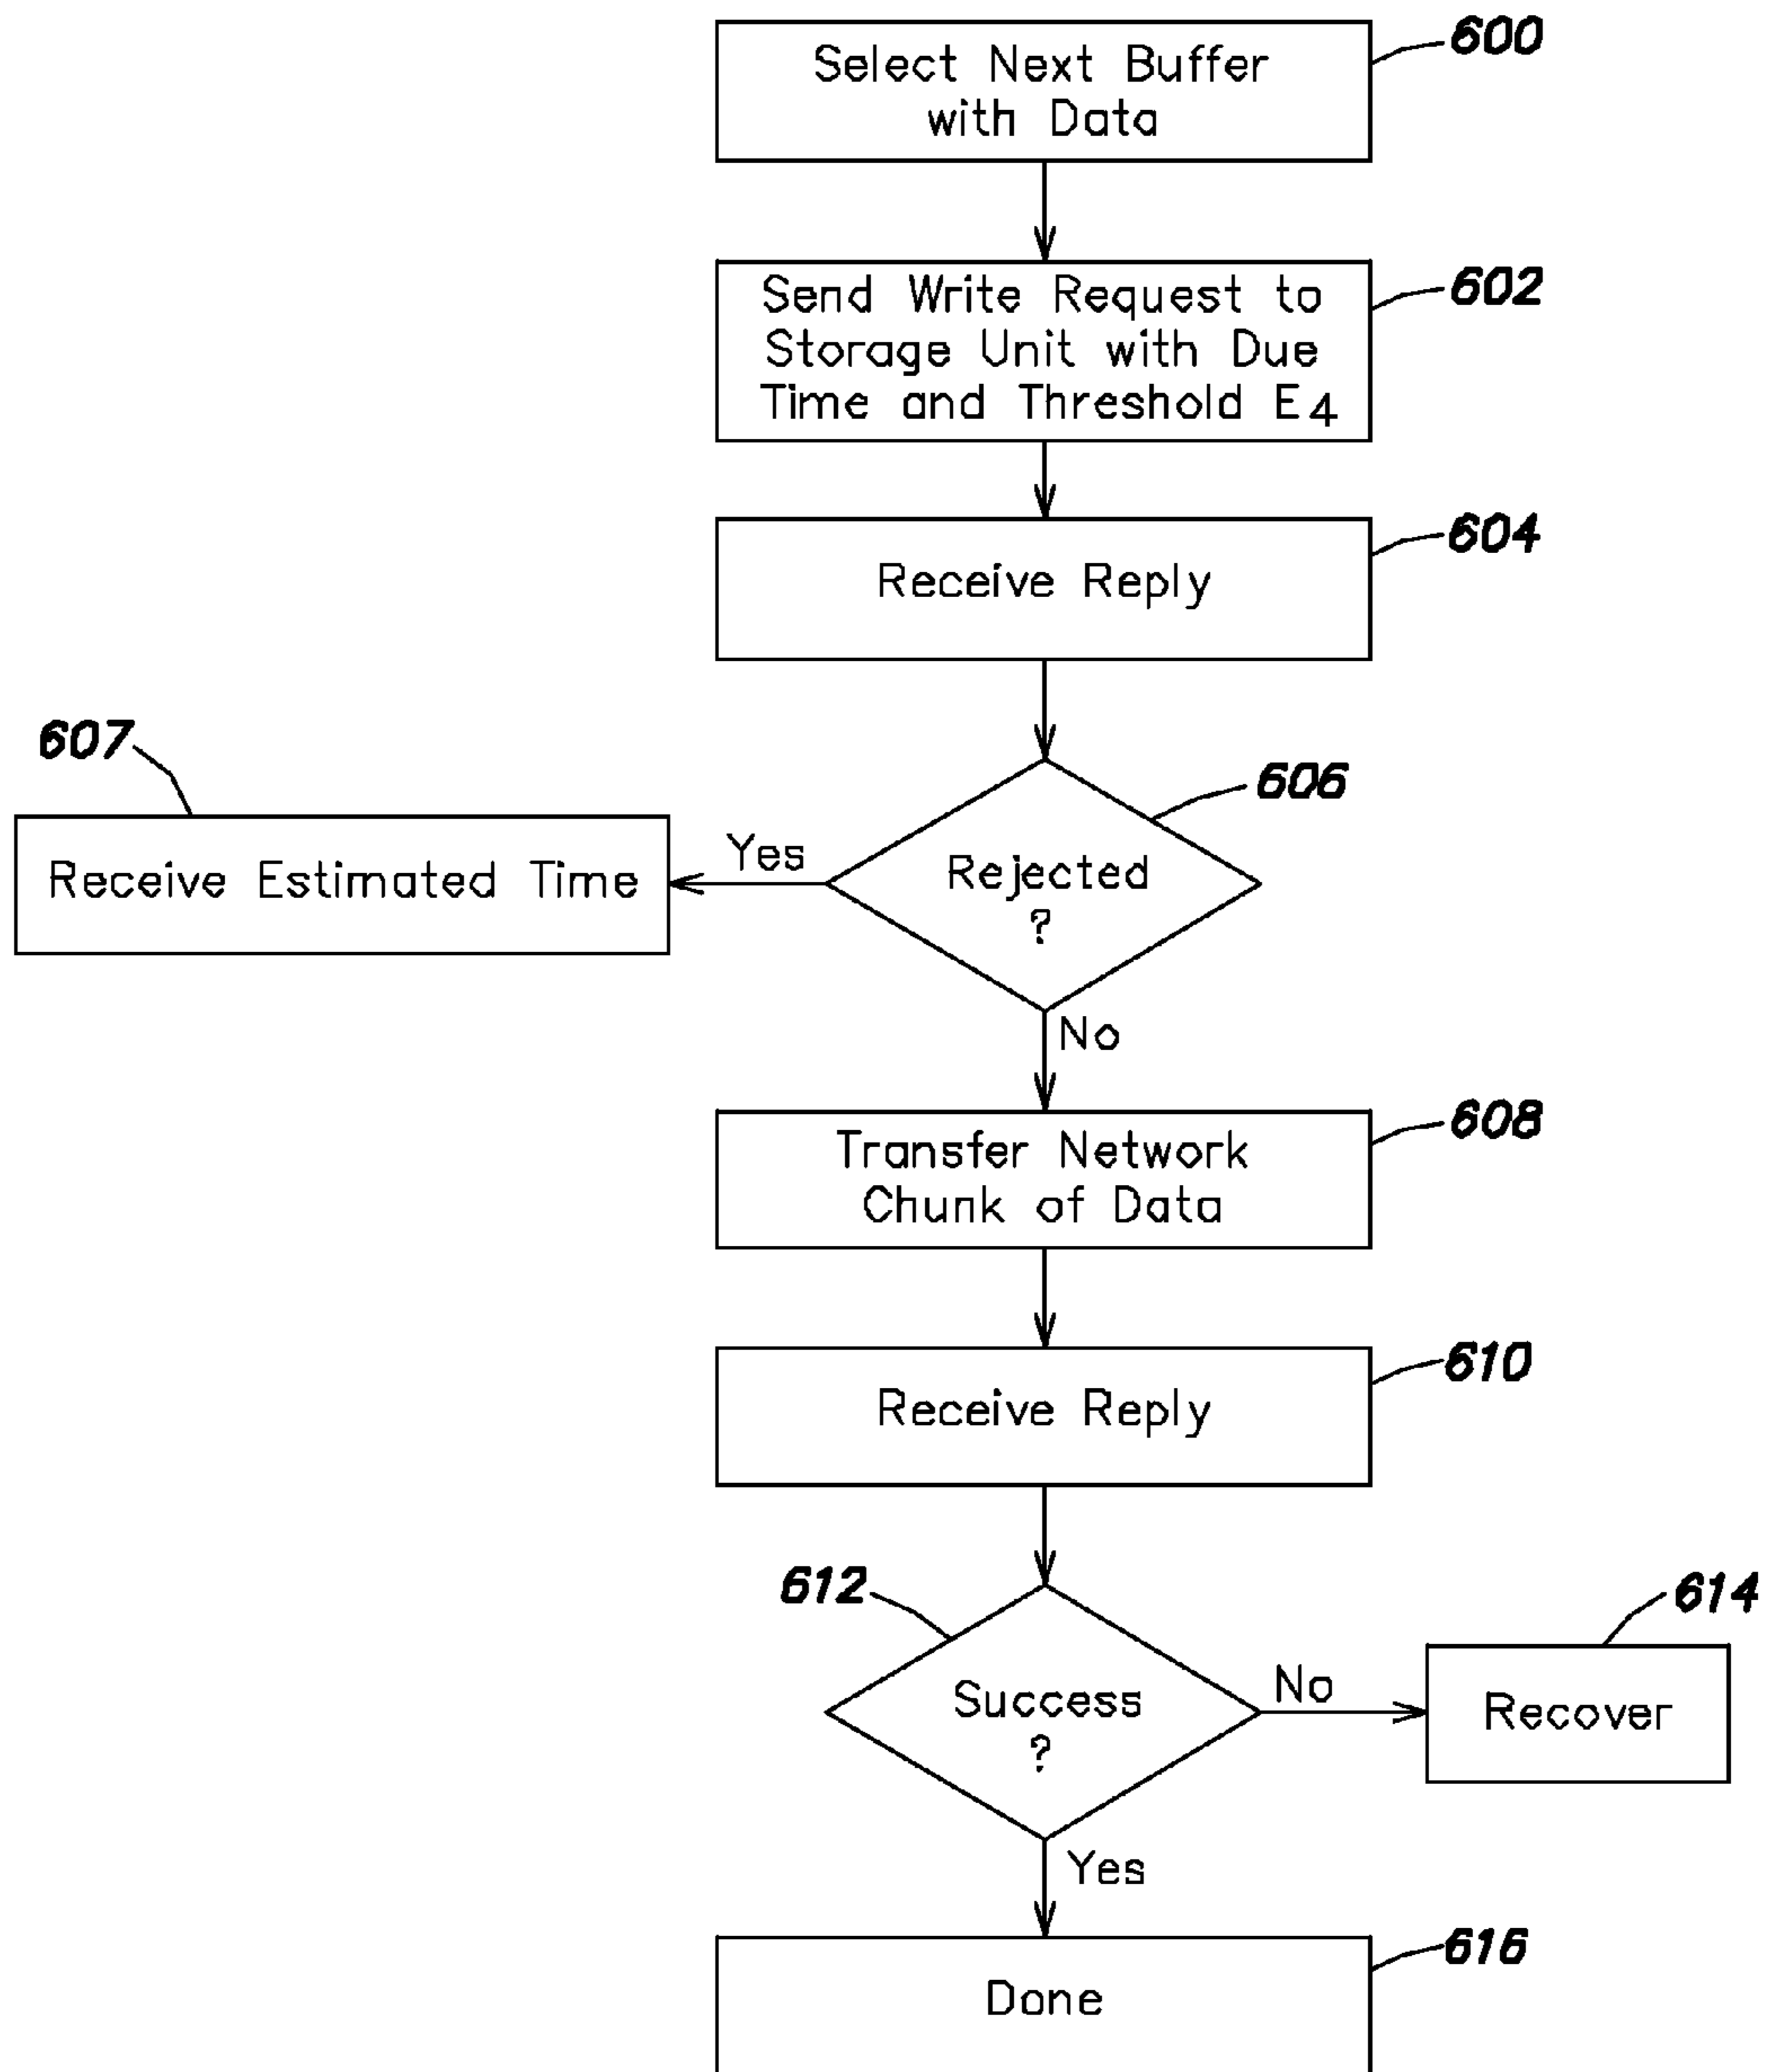 600
Select Next Buffer
with Data
602
Send Write Request to
Storage Unit with Due
Time and Threshold E4
604
Receive Reply
607
606
Receive Estimated Time
Yes
Rejected
?
No
608
Transfer Network
Chunk of Data
610
Receive Reply
612
614
Success
?
No
Recover
Yes
616
Done